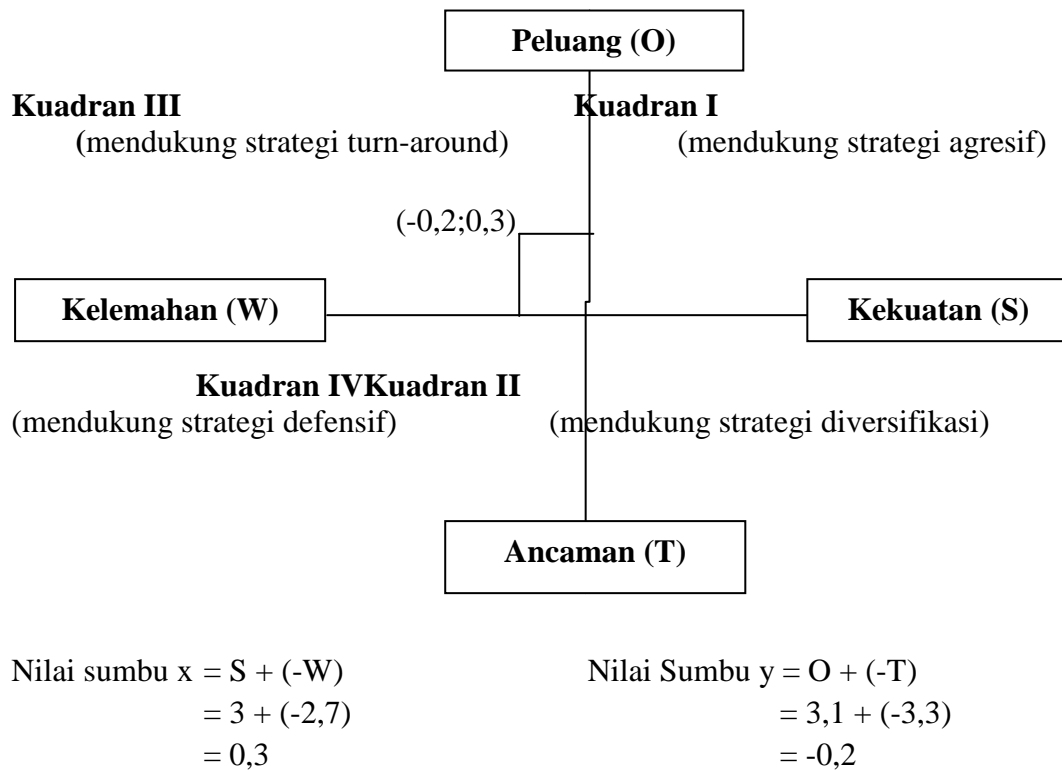 Peluang (O)
Kuadran III Kuadran I
(mendukung strategi turn-around) (mendukung strategi agresif)
(-0,2;0,3)
Kelemahan (W) Kekuatan (S)
Kuadran IVKuadran II
(mendukung strategi defensif) (mendukung strategi diversifikasi)
Ancaman (T)
Nilai sumbu x = S + (-W) Nilai Sumbu y = O + (-T)
= 3 + (-2,7) = 3,1 + (-3,3)
= 0,3 = -0,2